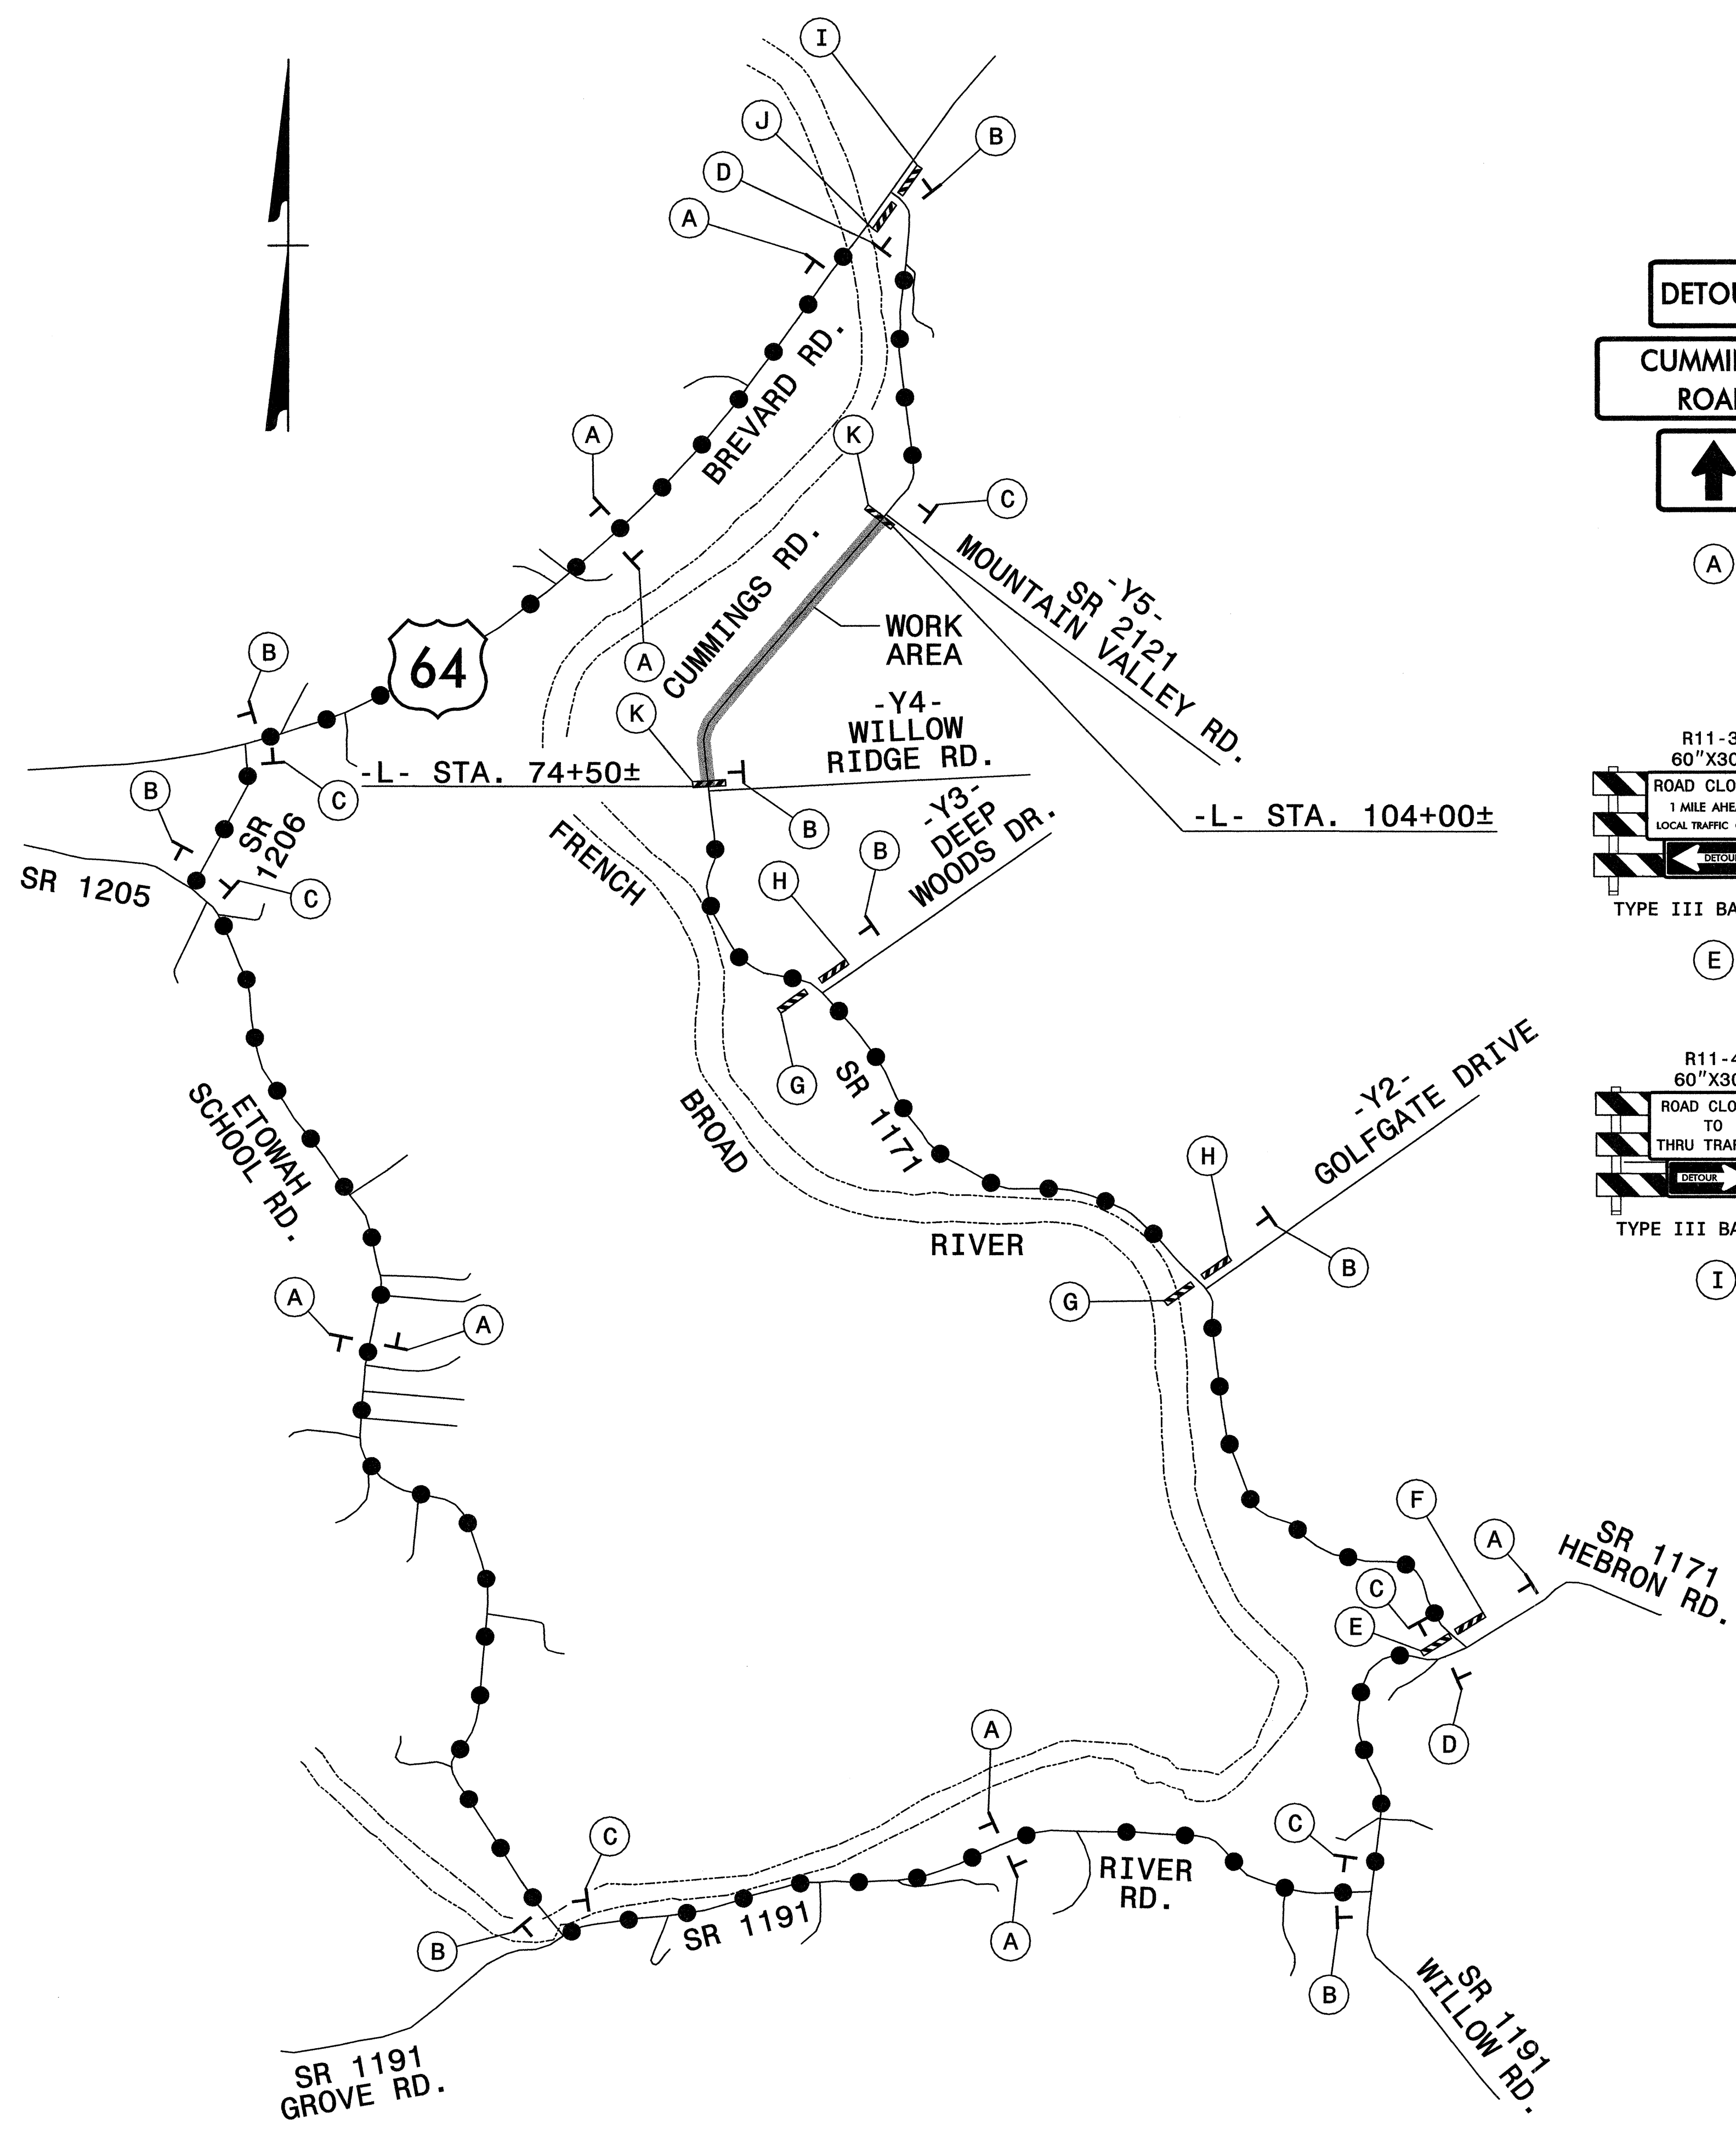 I
J
B
D
A
DETOU
CUMMIN
ROAD
BREVARD RD.
A
K
C
A
-Y5-
SR 2121
MOUNTAIN VALLEY RD.
CUMMINGS RD.
WORK
AREA
A
B
64
K
-Y4-
WILLOW
RIDGE RD.
-L- STA. 74+50±
-L- STA. 104+00±
B
C
B
SR
1206
SR 1205
C
-Y3-
DEEP
WOODS DR.
B
H
FRENCH
R11-3
60"X30
ROAD CLO
1 MILE AHE
LOCAL TRAFFIC
DETOUR
TYPE III BA
E
G
SR 1171
ETOWAH
SCHOOL RD.
BROAD
RIVER
-Y2-
GOLFGATE DRIVE
H
B
G
R11-4
60"X30
ROAD CLO
TO
THRU TRAF
DETOUR
TYPE III BA
I
A
A
F
A
C
E
SR 1171
HEBRON RD.
D
A
C
C
RIVER
RD.
SR 1191
A
B
B
SR 1191
WILLOW RD.
SR 1191
GROVE RD.